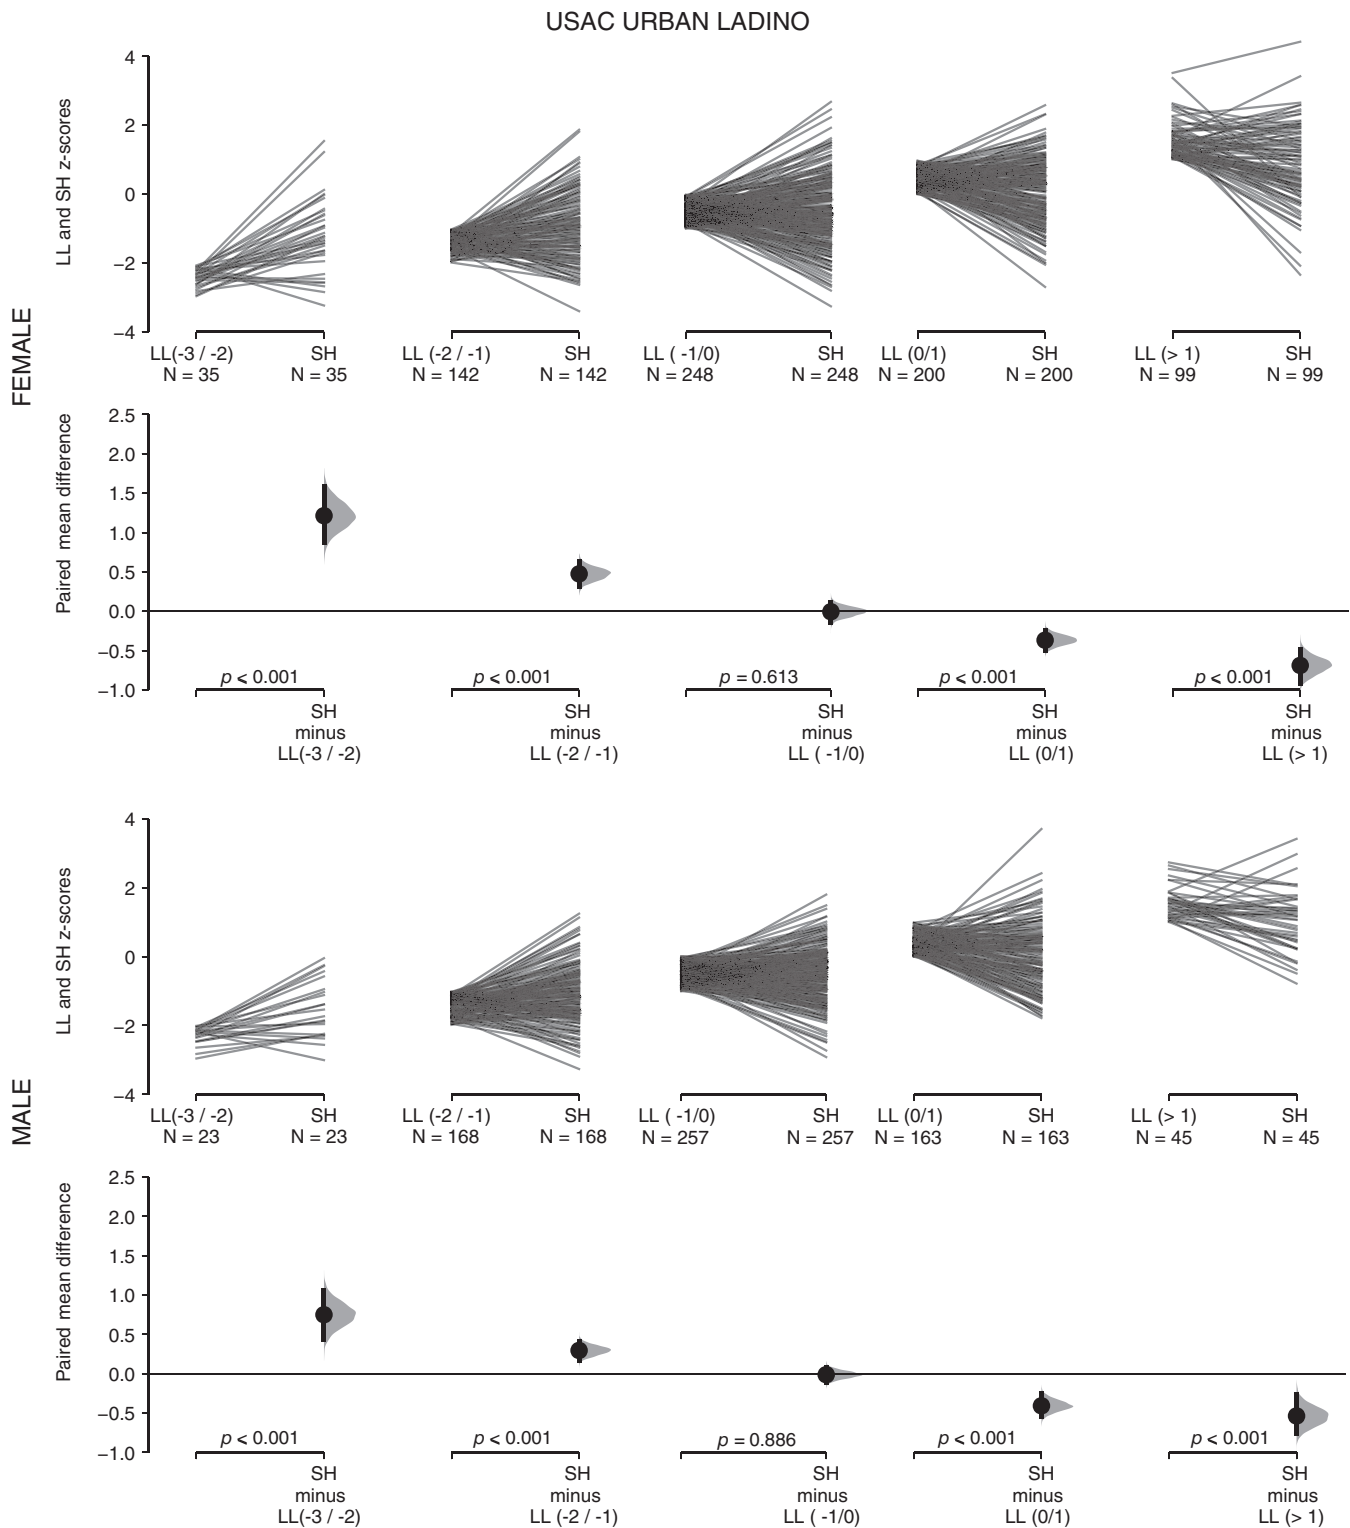 USAC URBAN LADINO
FEMALE
LL and SH z-scores
4
2
0
−2
−4
LL(-3 / -2) SH LL (-2 / -1) SH LL ( -1/0) SH LL (0/1) SH LL (> 1) SH
N = 35 N = 35 N = 142 N = 142 N = 248 N = 248 N = 200 N = 200 N = 99 N = 99
Paired mean difference
2.5
2.0
1.5
1.0
0.5
0.0
−0.5
−1.0
p < 0.001 p < 0.001 p = 0.613 p < 0.001 p < 0.001
SH SH SH SH SH
minus minus minus minus minus
LL(-3 / -2) LL (-2 / -1) LL ( -1/0) LL (0/1) LL (> 1)
MALE
LL and SH z-scores
4
2
0
−2
−4
LL(-3 / -2) SH LL (-2 / -1) SH LL ( -1/0) SH LL (0/1) SH LL (> 1) SH
N = 23 N = 23 N = 168 N = 168 N = 257 N = 257 N = 163 N = 163 N = 45 N = 45
Paired mean difference
2.5
2.0
1.5
1.0
0.5
0.0
−0.5
−1.0
p < 0.001 p < 0.001 p = 0.886 p < 0.001 p < 0.001
SH SH SH SH SH
minus minus minus minus minus
LL(-3 / -2) LL (-2 / -1) LL ( -1/0) LL (0/1) LL (> 1)